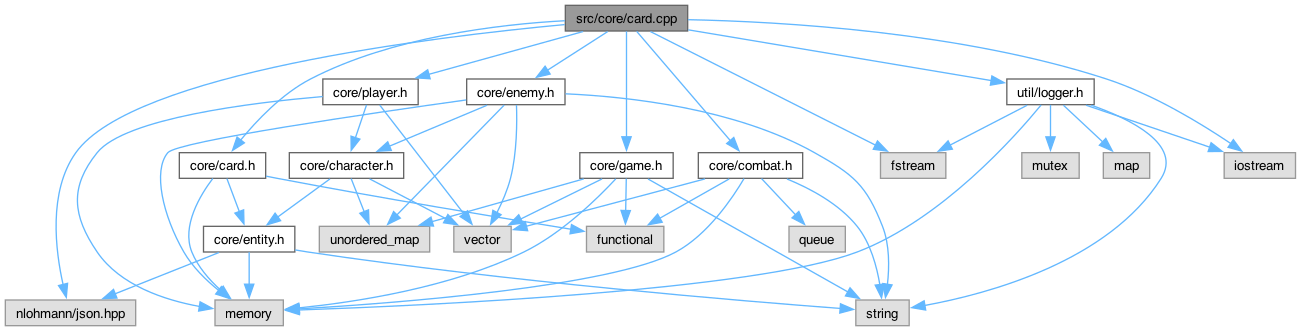 src/core/card.cpp
core/player.h
core/enemy.h
util/logger.h
core/card.h
core/character.h
core/game.h
core/combat.h
fstream
mutex
map
iostream
core/entity.h
unordered_map
vector
functional
queue
nlohmann/json.hpp
memory
string